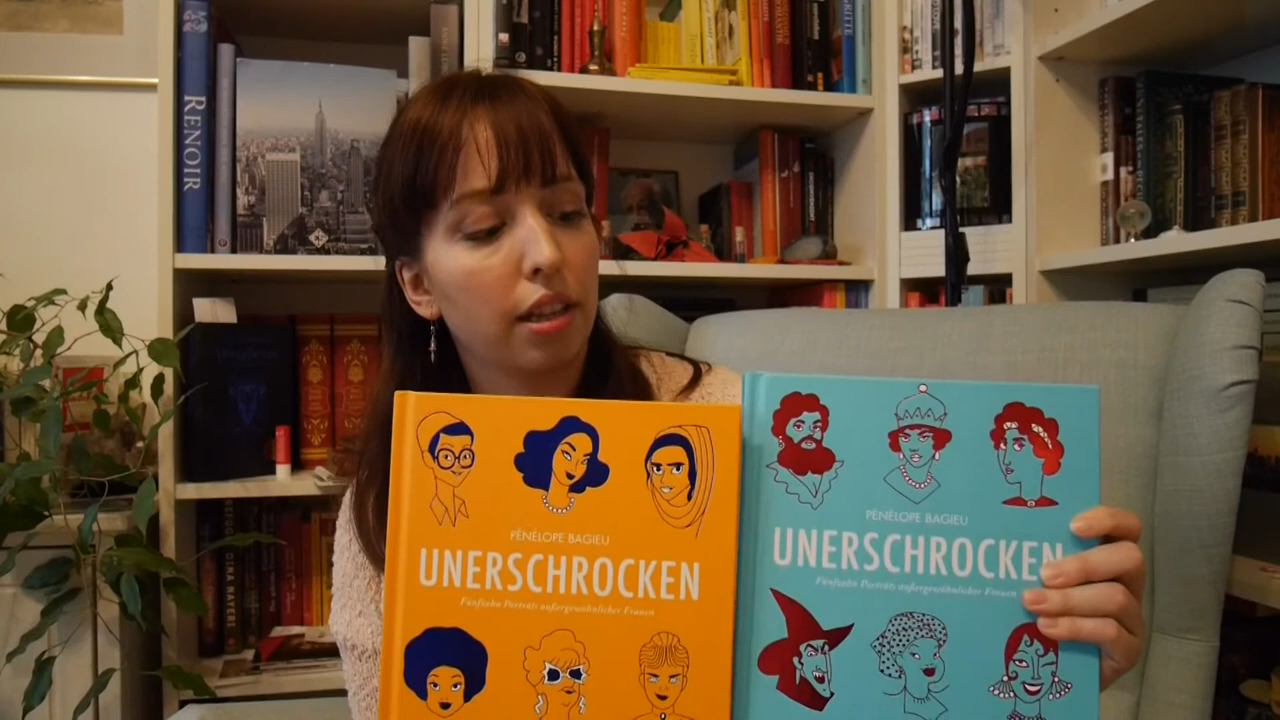 RENOIR
PÉNÉLOPE BAGIEU
UNERSCHROCKEN
Fünfzehn Porträts außergewöhnlicher Frauen
PÉNÉLOPE BAGIEU
UNERSCHROCKEN
Fünfzehn Porträts außergewöhnlicher Frauen